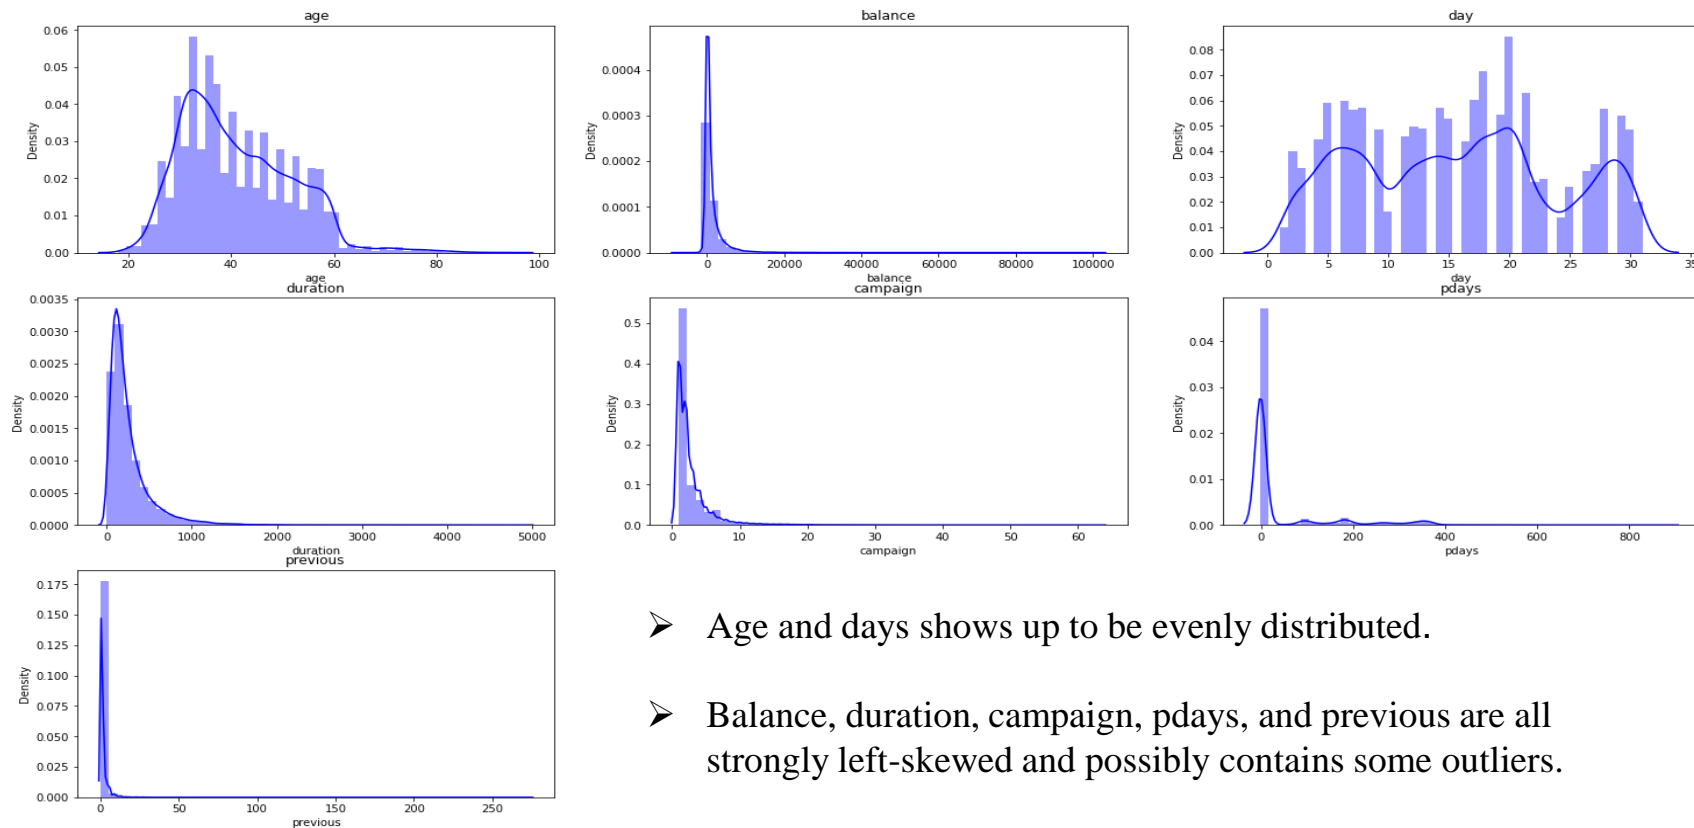 age
0.06
0.05
0.04
0.03
0.02
0.01
0.00
Density
20 40 60 80 100
age
balance
0.0004
0.0003
0.0002
0.0001
0.0000
Density
0 20000 40000 60000 80000 100000
balance
day
0.08
0.07
0.06
0.05
0.04
0.03
0.02
0.01
0.00
Density
0 5 10 15 20 25 30 35
day
duration
0.0035
0.0030
0.0025
0.0020
0.0015
0.0010
0.0005
0.0000
Density
0 1000 2000 3000 4000 5000
duration
campaign
0.5
0.4
0.3
0.2
0.1
0.0
Density
0 10 20 30 40 50 60
campaign
pdays
0.04
0.03
0.02
0.01
0.00
Density
0 200 400 600 800
pdays
previous
0.175
0.150
0.125
0.100
0.075
0.050
0.025
0.000
Density
0 50 100 150 200 250
previous
➢ Age and days shows up to be evenly distributed.
➢ Balance, duration, campaign, pdays, and previous are all
strongly left-skewed and possibly contains some outliers.